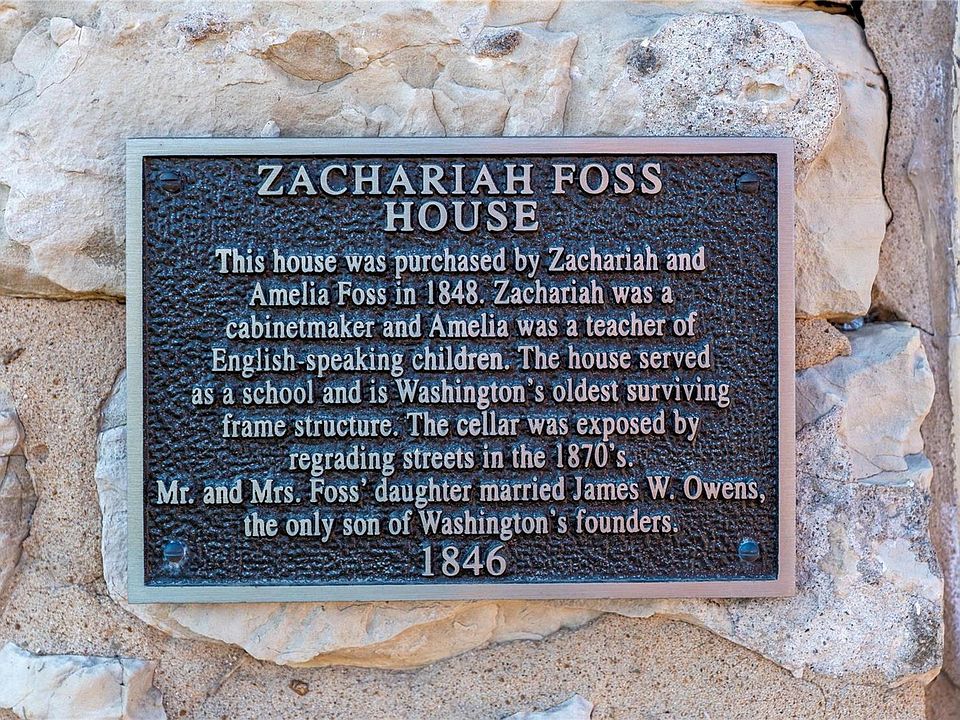 ZACHARIAH FOSS
HOUSE
This house was purchased by Zachariah and
Amelia Foss in 1848. Zachariah was a
cabinetmaker and Amelia was a teacher of
English-speaking children. The house served
as a school and is Washington's oldest surviving
frame structure. The cellar was exposed by
regrading streets in the 1870's.
Mr. and Mrs. Foss' daughter married James W. Owens,
the only son of Washington's founders.
1846